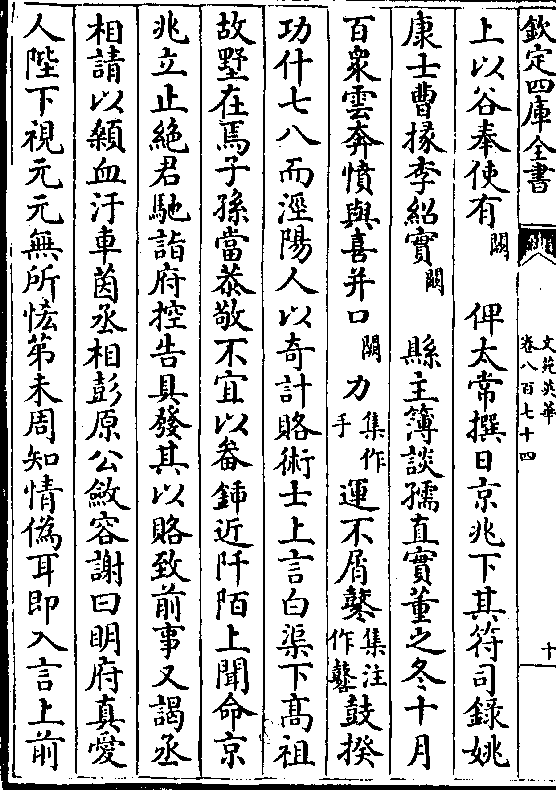 欽定四庫全書
文苑英華
卷八百七十四
十
上以谷奉使有闕 俾太常撰日京兆下其符司錄姚
康士曹掾李紹實闕 縣主簿談孺直實董之冬十月
百衆雲奔憤與喜并口闕力集作手運不屑鼛集注作鼛鼓揆
功什七八而涇陽人以奇計賂術士上言白渠下髙祖
故墅在焉子孫當恭敬不宜以畚鍤近阡陌上聞命京
兆立止絶君馳詣府控告具發其以賂致前事又謁丞
相請以顙血汙車茵丞相彭原公斂容謝曰明府真愛
人陛下視元元無所恡第未周知情偽耳即入言上前